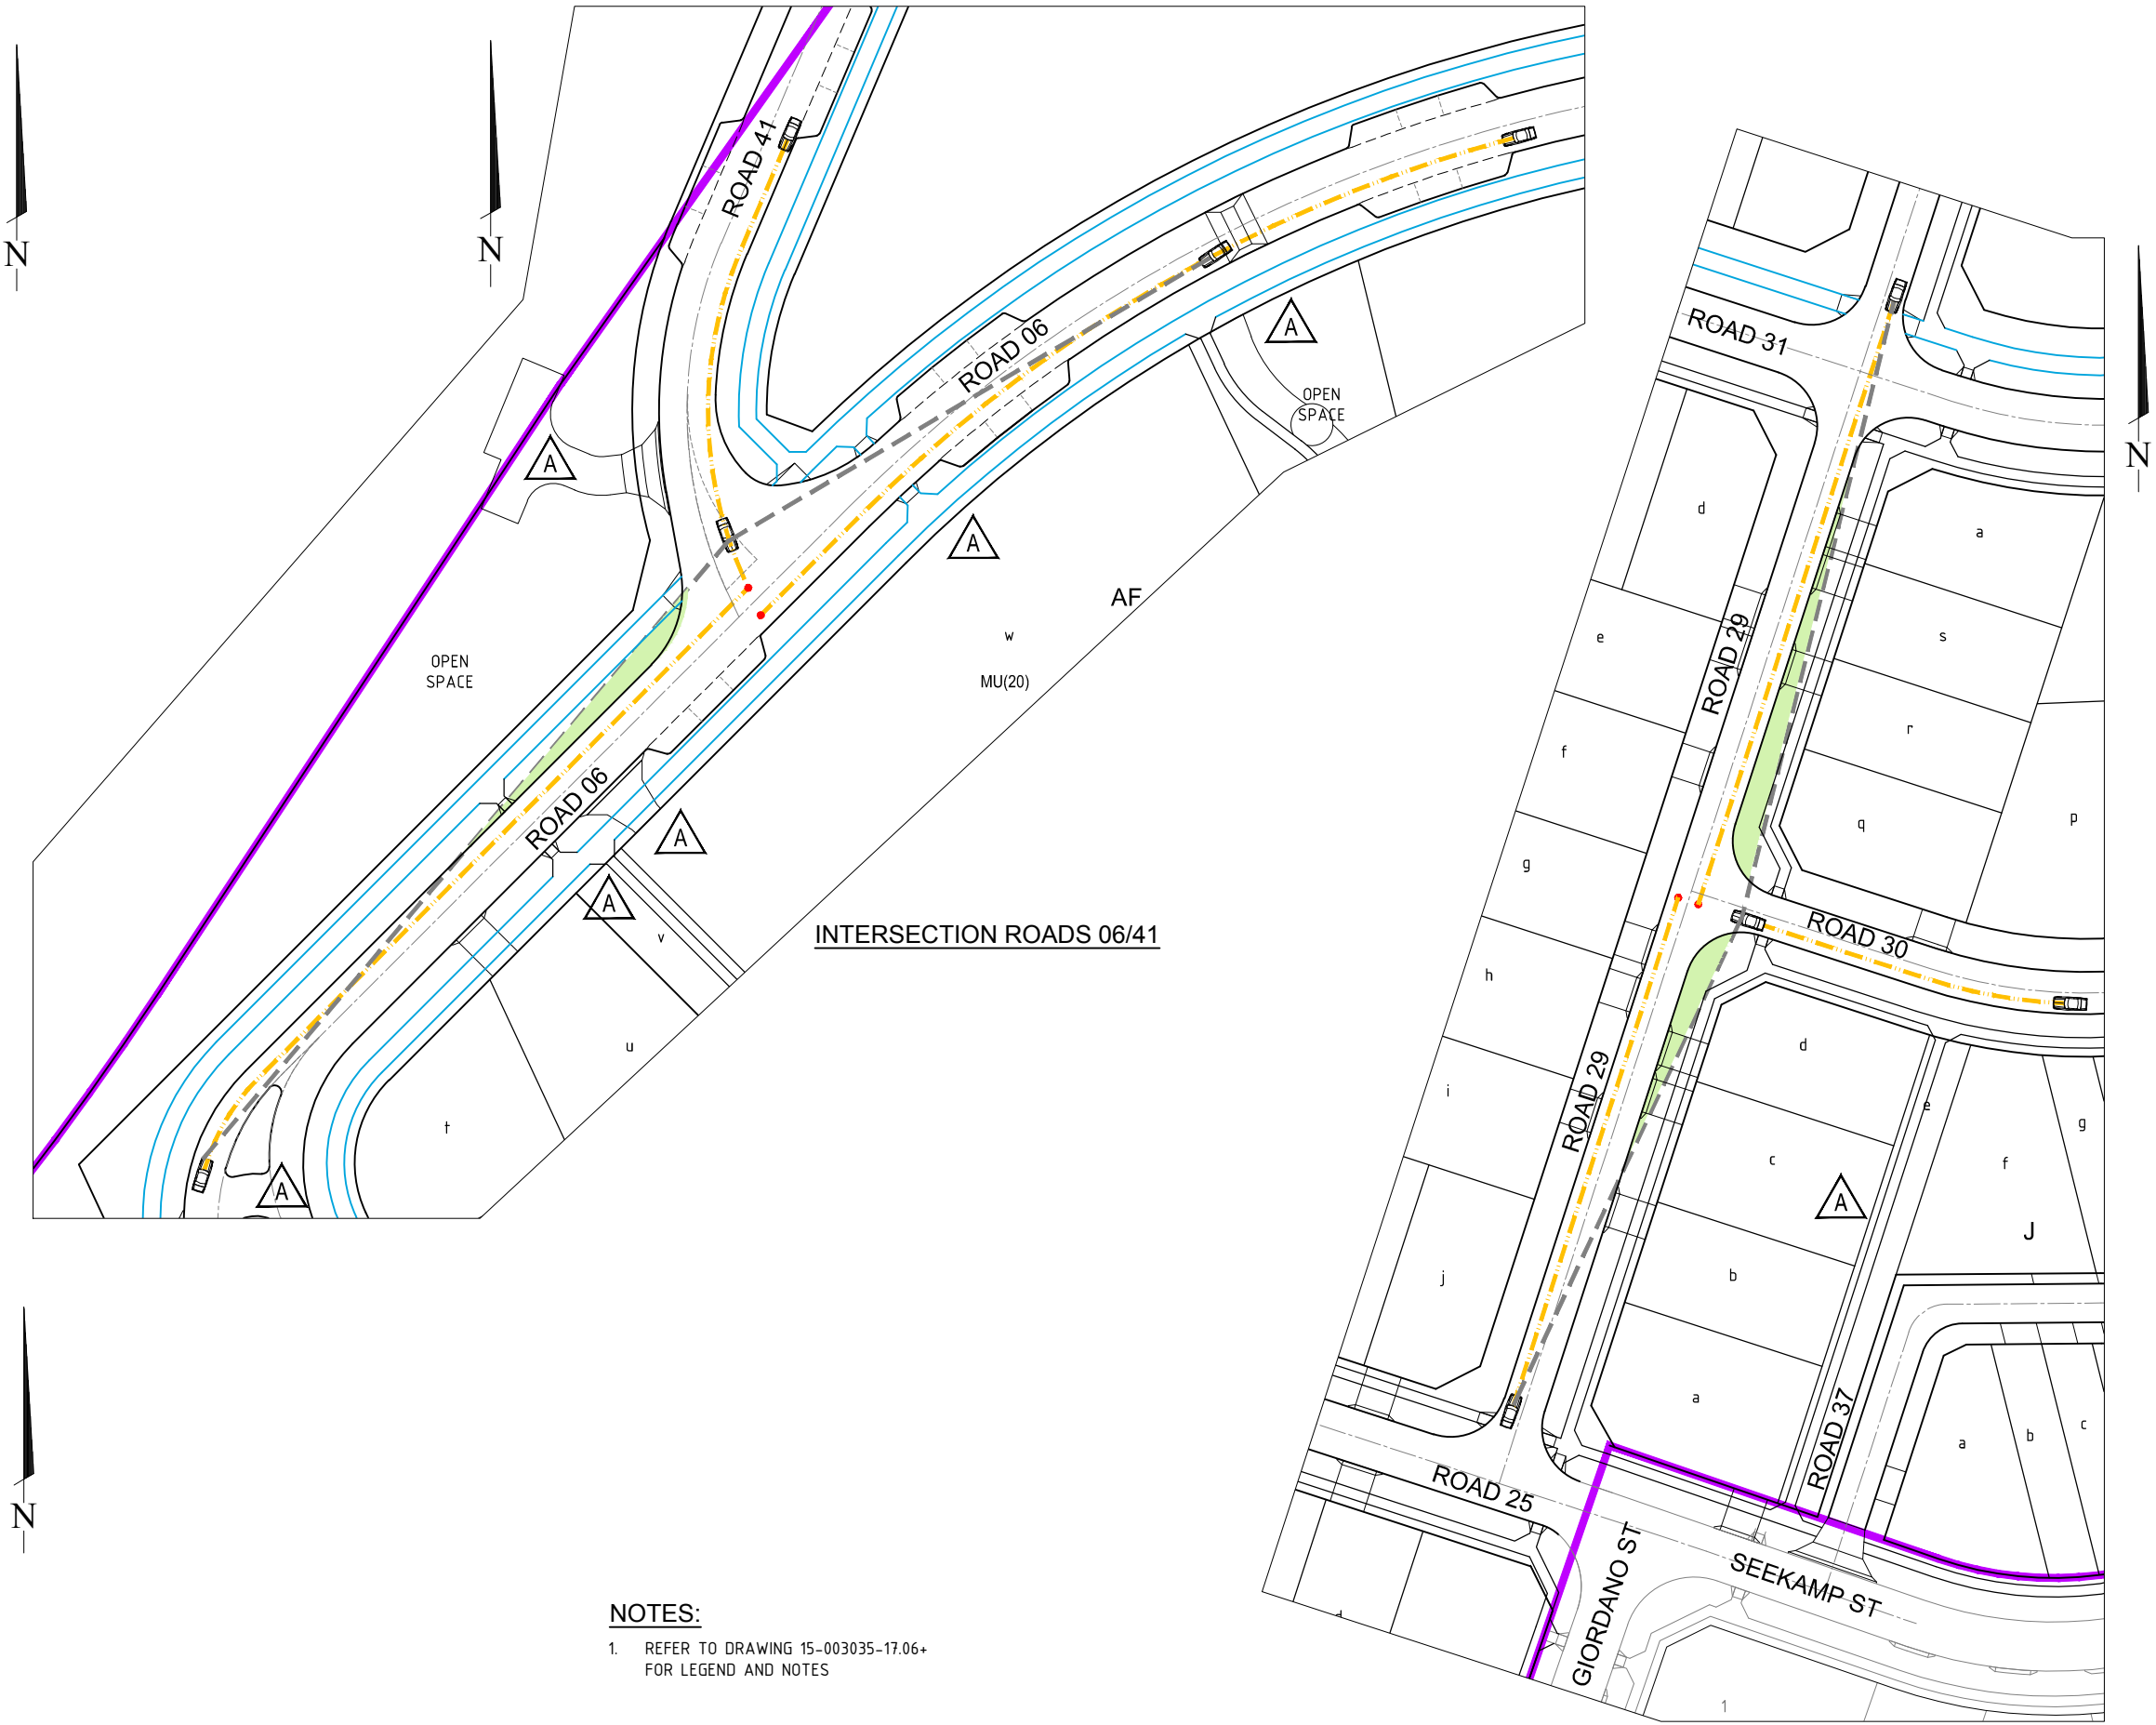 N
N
ROAD 41
ROAD 06
A
OPEN
SPACE
A
A
AF
w
MU(20)
OPEN
SPACE
ROAD 06
A
A
v
u
t
A
INTERSECTION ROADS 06/41
N
NOTES:
1. REFER TO DRAWING 15-003035-17.06+
FOR LEGEND AND NOTES
N
ROAD 31
d
a
e
s
ROAD 29
f
r
g
q
p
ROAD 30
h
d
i
ROAD 29
e
g
c
f
A
J
j
b
a
ROAD 37
a
b
c
ROAD 25
SEEKAMP ST
GIORDANO ST
1